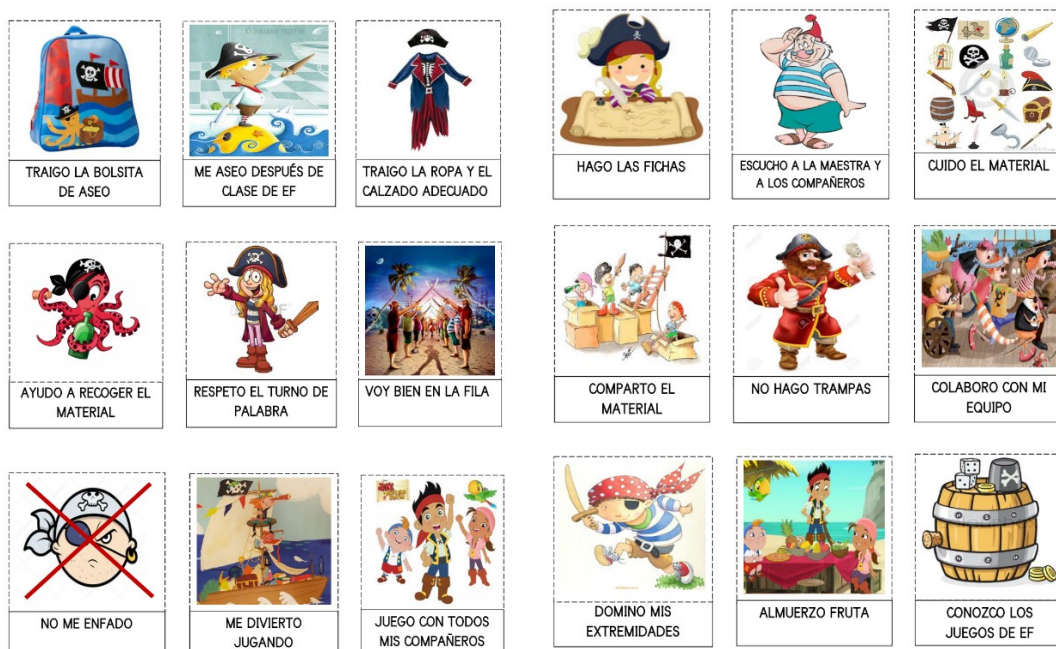 TRAIGO LA BOLSITA
DE ASEO
ME ASEO DESPUÉS DE
CLASE DE EF
TRAIGO LA ROPA Y EL
CALZADO ADECUADO
HAGO LAS FICHAS
ESCUCHO A LA MAESTRA Y
A LOS COMPAÑEROS
CUIDO EL MATERIAL
AYUDO A RECOGER EL
MATERIAL
RESPETO EL TURNO DE
PALABRA
VOY BIEN EN LA FILA
COMPARTO EL
MATERIAL
NO HAGO TRAMPAS
COLABORO CON MI
EQUIPO
NO ME ENFADO
ME DIVIERTO
JUGANDO
JUEGO CON TODOS
MIS COMPAÑEROS
DOMINO MIS
EXTREMIDADES
ALMUERZO FRUTA
CONOZCO LOS
JUEGOS DE EF